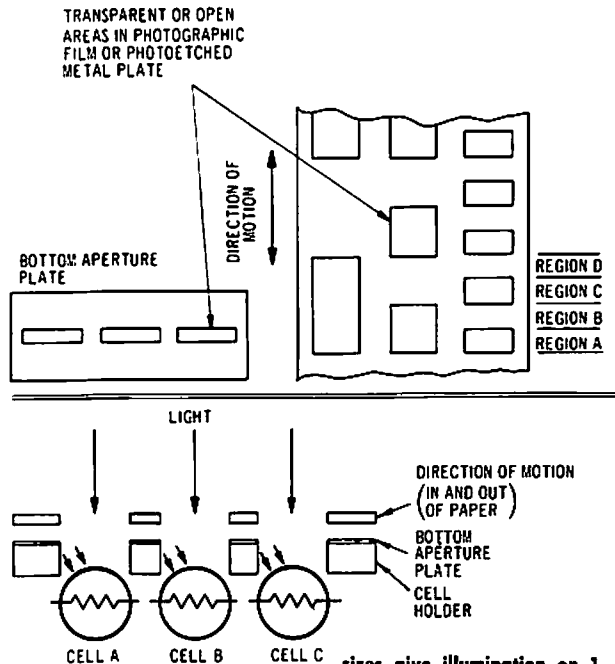 TRANSPARENT OR OPEN
AREAS IN PHOTOGRAPHIC
FILM OR PHOTOETCHED
METAL PLATE
DIRECTION OF
MOTION
BOTTOM APERTURE
PLATE
REGION D
REGION C
REGION B
REGION A
LIGHT
DIRECTION OF MOTION
(IN AND OUT)
OF PAPER
BOTTOM
APERTURE
PLATE
CELL
HOLDER
CELL A
CELL B
CELL C
sizes give illumination on 1